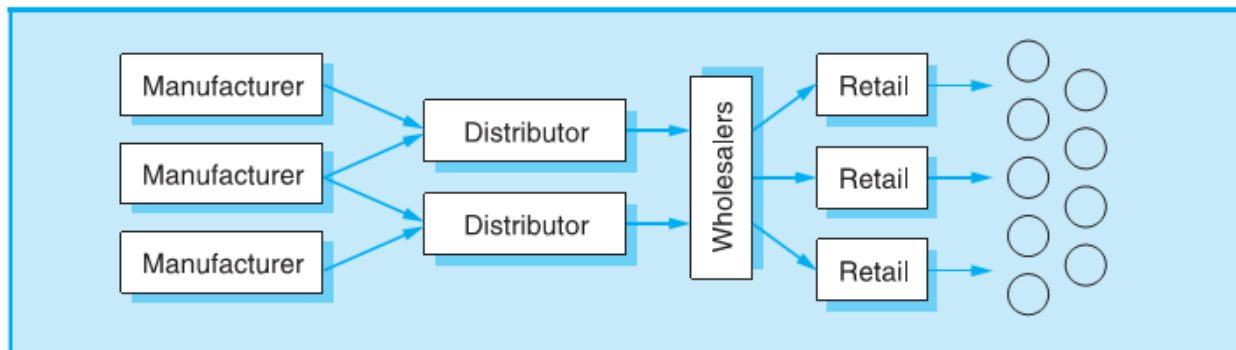 Manufacturer
Manufacturer
Manufacturer
Distributor
Distributor
Wholesalers
Retail
Retail
Retail